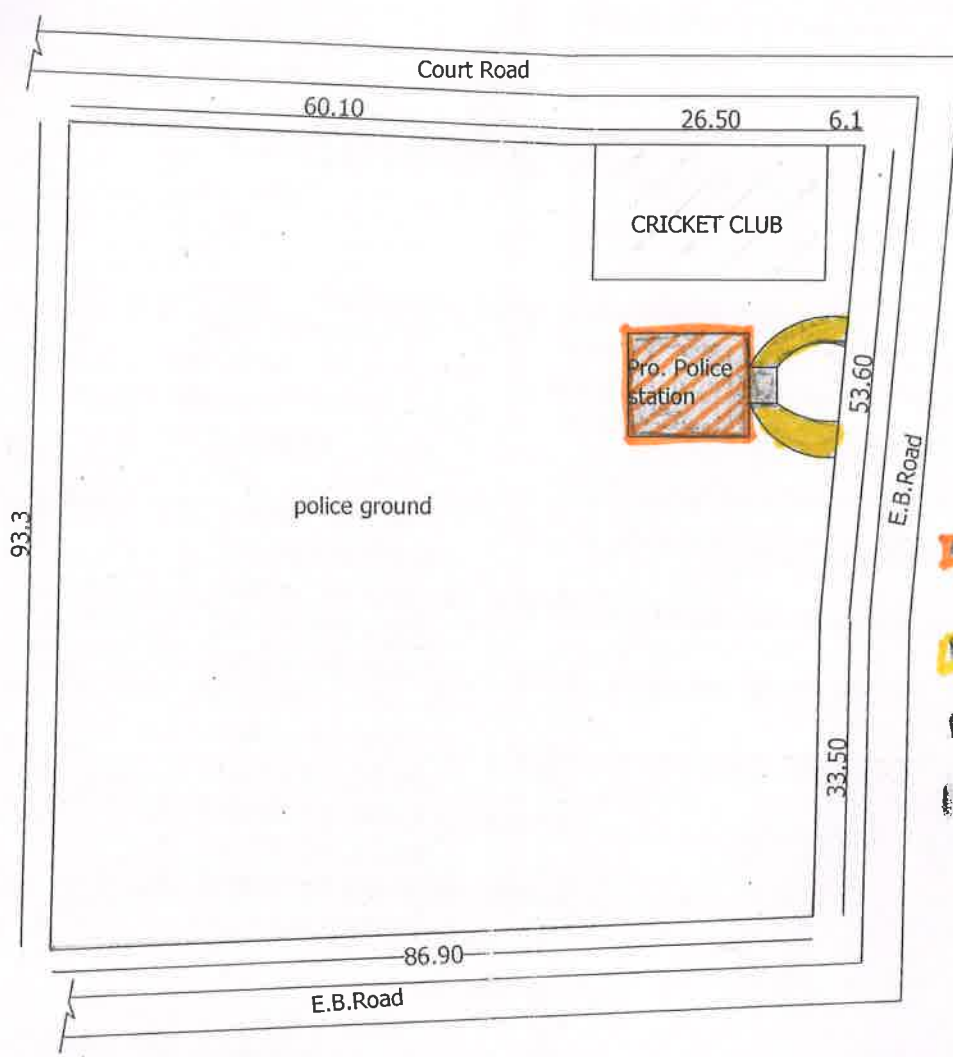 Court Road
60.10
26.50
6.1
CRICKET CLUB
Pro. Police
station
53.60
E.B.Road
police ground
93.3
33.50
86.90
E.B.Road